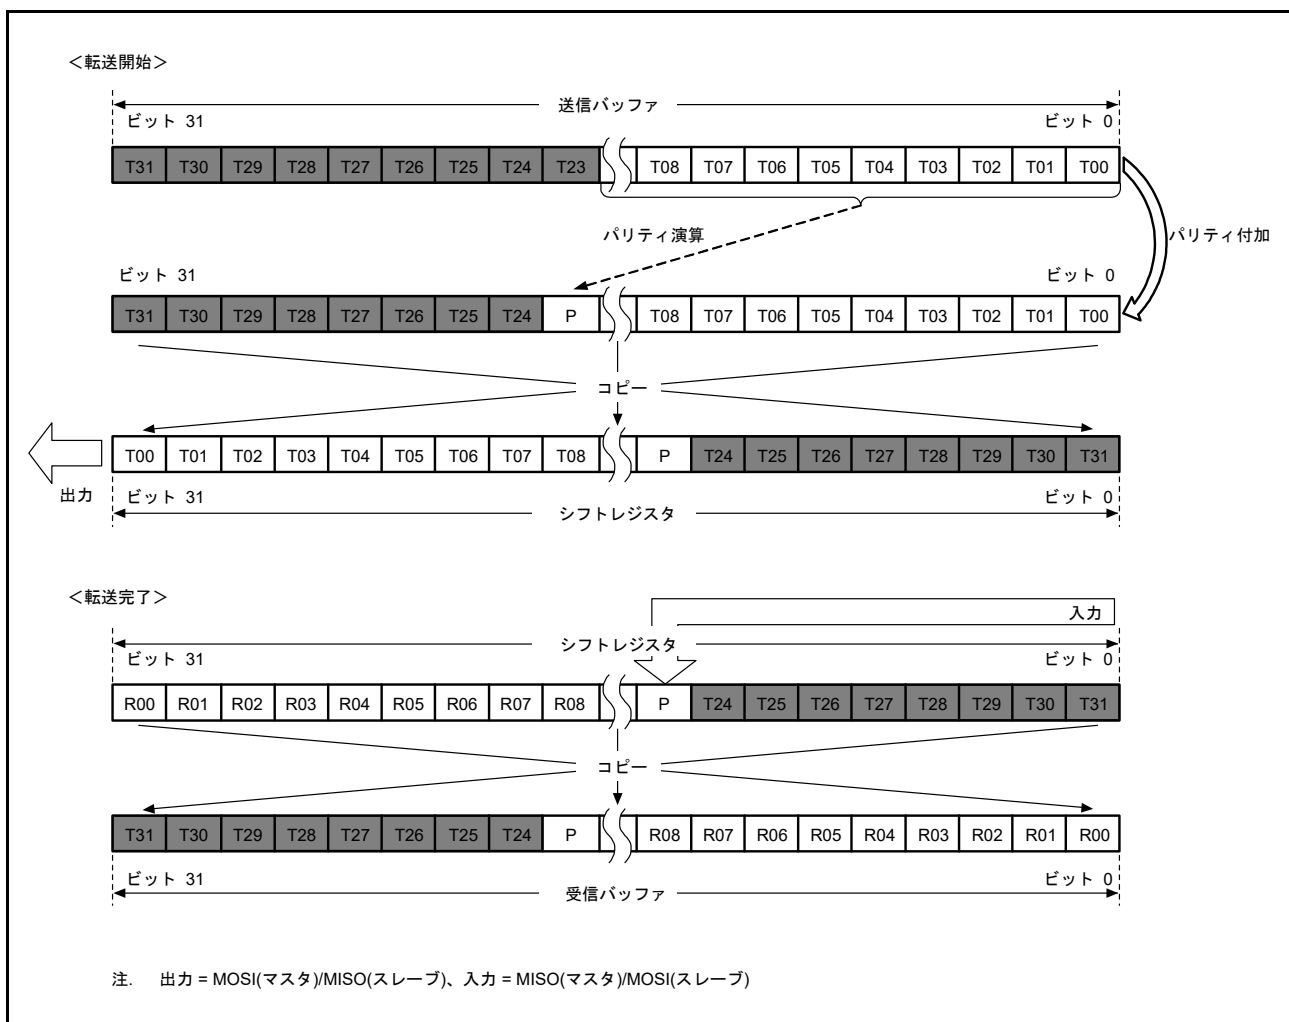 ＜転送開始＞
送信バッファ
ビット 31 ビット 0
T31 T30 T29 T28 T27 T26 T25 T24 T23 T08 T07 T06 T05 T04 T03 T02 T01 T00
パリティ演算 パリティ付加
ビット 31 ビット 0
T31 T30 T29 T28 T27 T26 T25 T24 P T08 T07 T06 T05 T04 T03 T02 T01 T00
コピー
T00 T01 T02 T03 T04 T05 T06 T07 T08 P T24 T25 T26 T27 T28 T29 T30 T31
出力 ビット 31 ビット 0
シフトレジスタ
＜転送完了＞
入力
シフトレジスタ
ビット 31 ビット 0
R00 R01 R02 R03 R04 R05 R06 R07 R08 P T24 T25 T26 T27 T28 T29 T30 T31
コピー
T31 T30 T29 T28 T27 T26 T25 T24 P R08 R07 R06 R05 R04 R03 R02 R01 R00
ビット 31 ビット 0
受信バッファ
注. 出力 = MOSI(マスタ)/MISO(スレーブ)、入力 = MISO(マスタ)/MOSI(スレーブ)